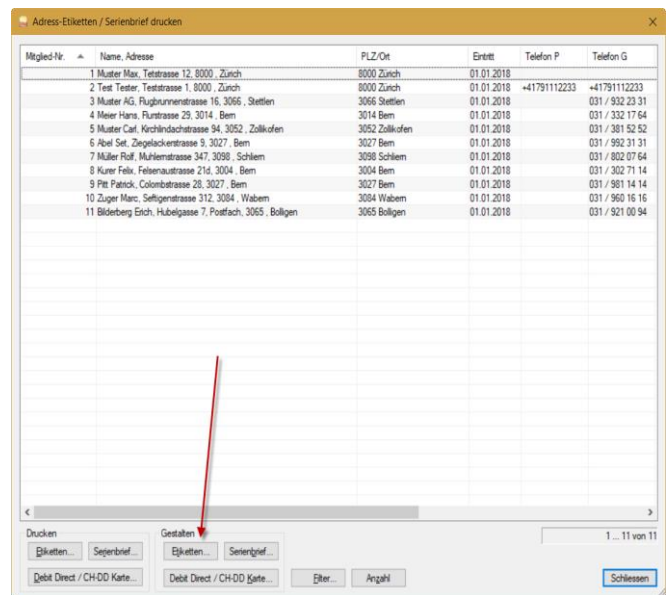 Adress-Etiketten / Serienbrief drucken
Mitglied-Nr. Name, Adresse PLZ/Ort Eintritt Telefon P Telefon G
1 Muster Max, Tetstrasse 12, 8000 , Zürich 8000 Zürich 01.01.2018
2 Test Tester, Teststrasse 1, 8000 , Zürich 8000 Zürich 01.01.2018 +41791112233 +41791112233
3 Muster AG, Flugbrunnenstrasse 16, 3066 , Stettlen 3066 Stettlen 01.01.2018 031 / 932 23 31
4 Meier Hans, Flurstrasse 29, 3014 , Bern 3014 Bern 01.01.2018 031 / 332 17 64
5 Muster Carl, Kirchlindachstrasse 94, 3052 , Zollikofen 3052 Zollikofen 01.01.2018 031 / 381 52 52
6 Abel Set, Ziegelackerstrasse 9, 3027 , Bern 3027 Bern 01.01.2018 031 / 992 31 31
7 Müller Rolf, Muhlernstrasse 347, 3098 , Schliern 3098 Schliern 01.01.2018 031 / 802 07 64
8 Kurer Felix, Felsenaustrasse 21d, 3004 , Bern 3004 Bern 01.01.2018 031 / 302 71 14
9 Pitt Patrick, Colombstrasse 28, 3027 , Bern 3027 Bern 01.01.2018 031 / 981 14 14
10 Zuger Marc, Seftigenstrasse 312, 3084 , Wabern 3084 Wabern 01.01.2018 031 / 960 16 16
11 Bilderberg Erich, Hubelgasse 7, Postfach, 3065 , Bolligen 3065 Bolligen 01.01.2018 031 / 921 00 94
Drucken Gestalten 1 ... 11 von 11
Etiketten... Serienbrief... Etiketten... Serienbrief...
Debit Direct / CH-DD Karte... Debit Direct / CH-DD Karte... Filter... Anzahl Schliessen